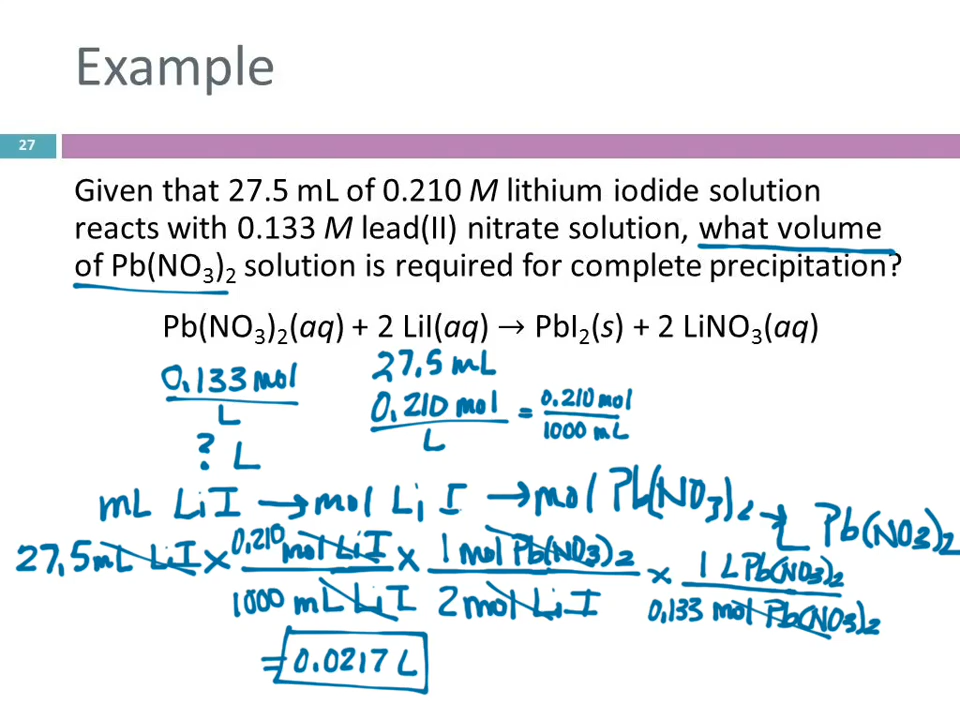 Example
27
Given that 27.5 mL of 0.210 M lithium iodide solution
reacts with 0.133 M lead(II) nitrate solution, what volume
of Pb(NO₃)₂ solution is required for complete precipitation?
Pb(NO₃)₂(aq) + 2 LiI(aq) → PbI₂(s) + 2 LiNO₃(aq)
0.133 mol / L
? L
27.5 mL
0.210 mol / L = 0.210 mol / 1000 mL
mL LiI → mol LiI → mol Pb(NO₃)₂ → L Pb(NO₃)₂
27.5 mL LiI × 0.210 mol LiI / 1000 mL LiI × 1 mol Pb(NO₃)₂ / 2 mol LiI × 1 L Pb(NO₃)₂ / 0.133 mol Pb(NO₃)₂
= 0.0217 L